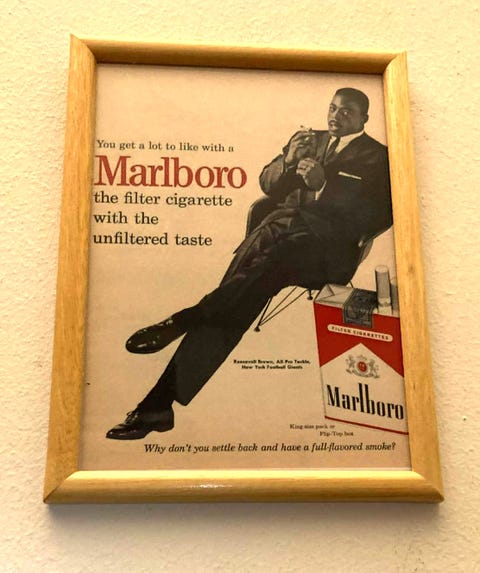 You get a lot to like with a
Marlboro
the filter cigarette
with the
unfiltered taste
Roosevelt Brown, All Pro Tackle,
New York Football Giants
FILTER CIGARETTES
Marlboro
King-size pack or
Flip-Top box
Why don't you settle back and have a full-flavored smoke?